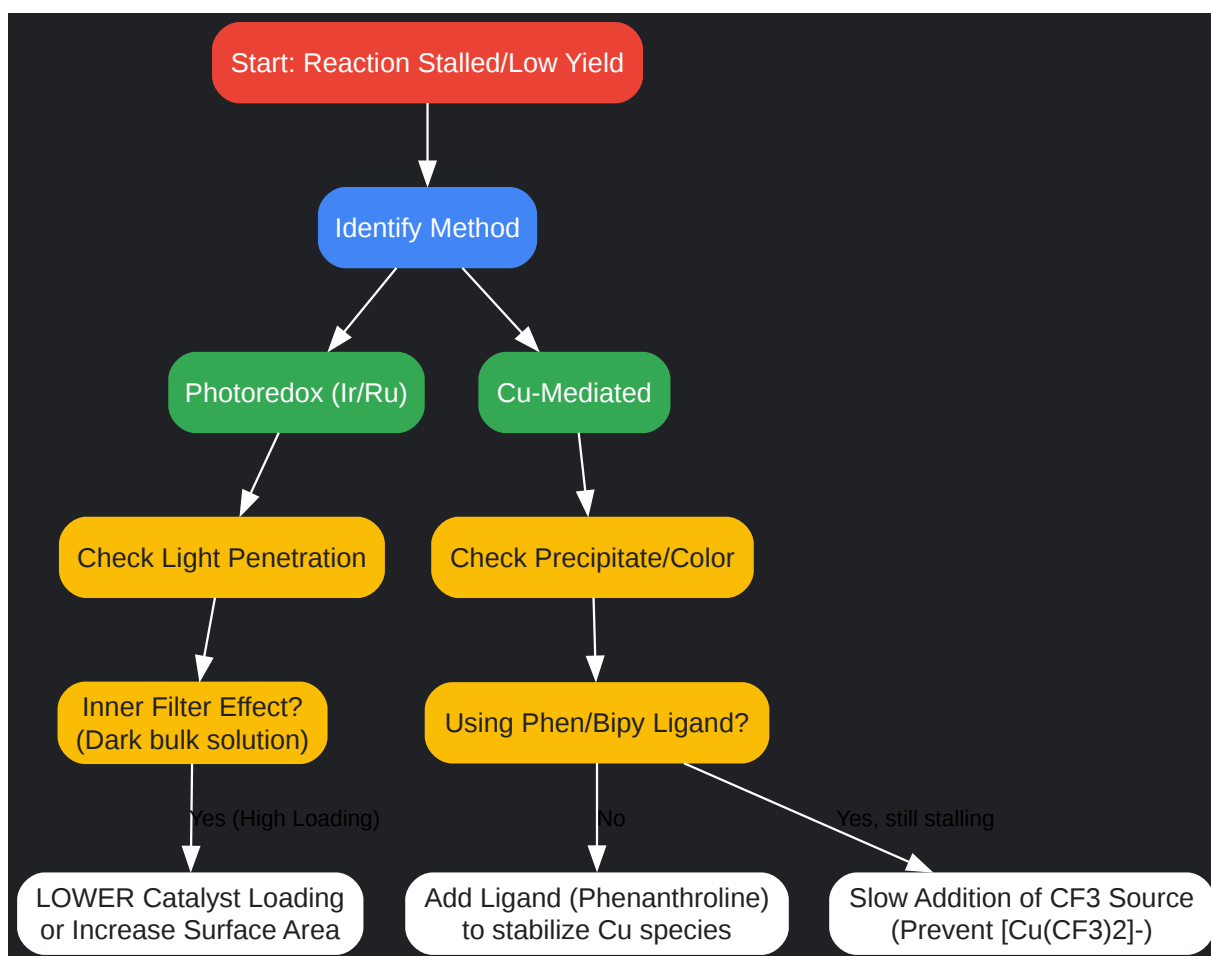 Start: Reaction Stalled/Low Yield
Identify Method
Photoredox (Ir/Ru)
Cu-Mediated
Check Light Penetration
Check Precipitate/Color
Inner Filter Effect?
(Dark bulk solution)
Using Phen/Bipy Ligand?
Yes (High Loading)
No
Yes, still stalling
LOWER Catalyst Loading
or Increase Surface Area
Add Ligand (Phenanthroline)
to stabilize Cu species
Slow Addition of CF3 Source
(Prevent [Cu(CF3)2]-)